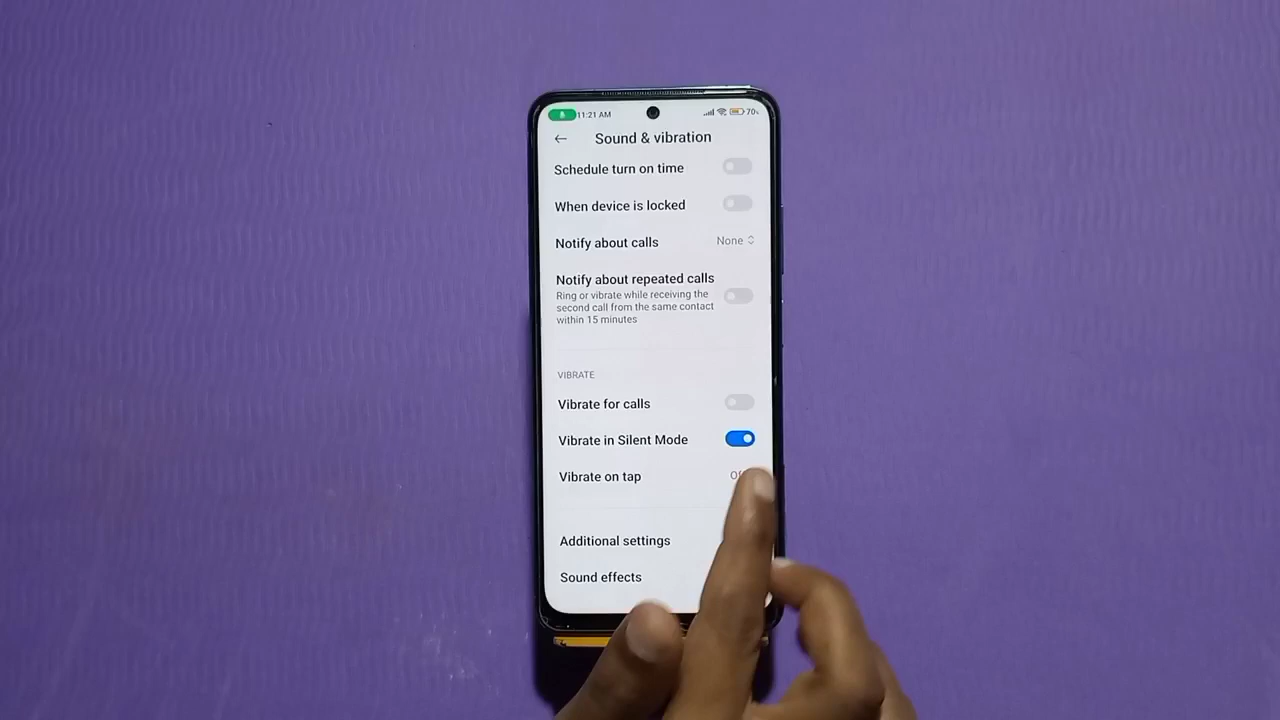 11:21 AM 70%
Sound & vibration
Schedule turn on time
When device is locked
Notify about calls None
Notify about repeated calls
Ring or vibrate while receiving the
second call from the same contact
within 15 minutes
VIBRATE
Vibrate for calls
Vibrate in Silent Mode
Vibrate on tap
Additional settings
Sound effects